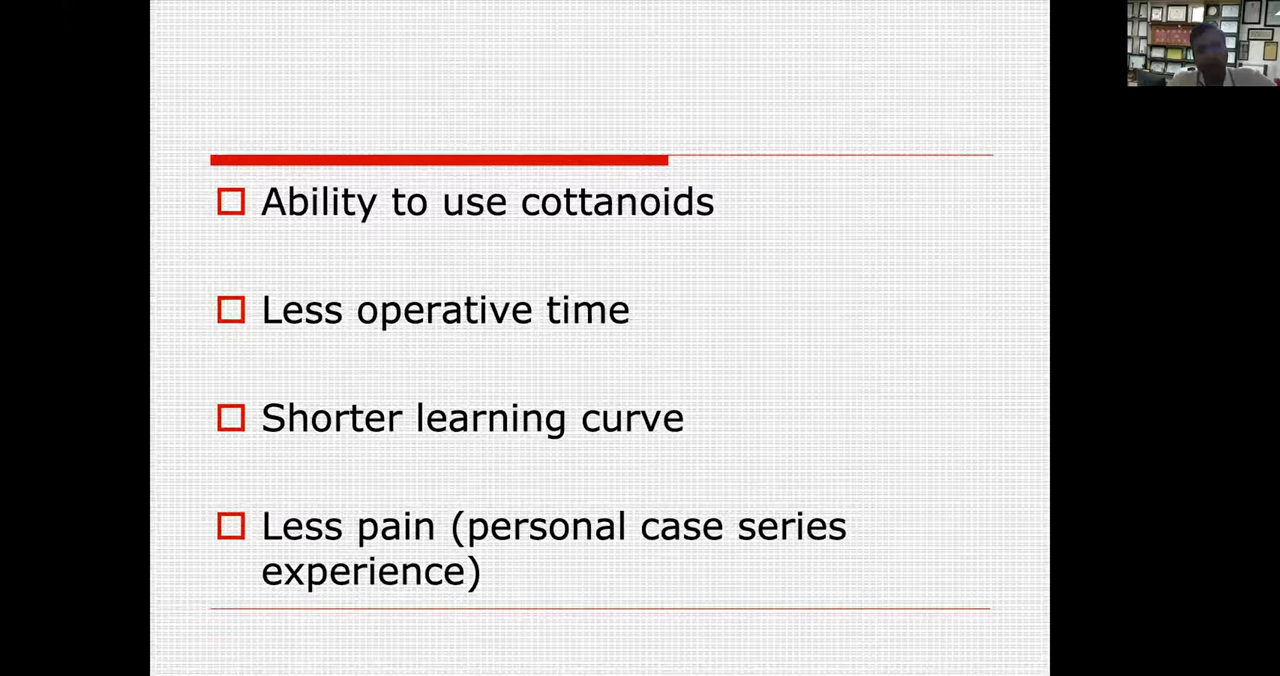 Ability to use cottanoids
Less operative time
Shorter learning curve
Less pain (personal case series
experience)